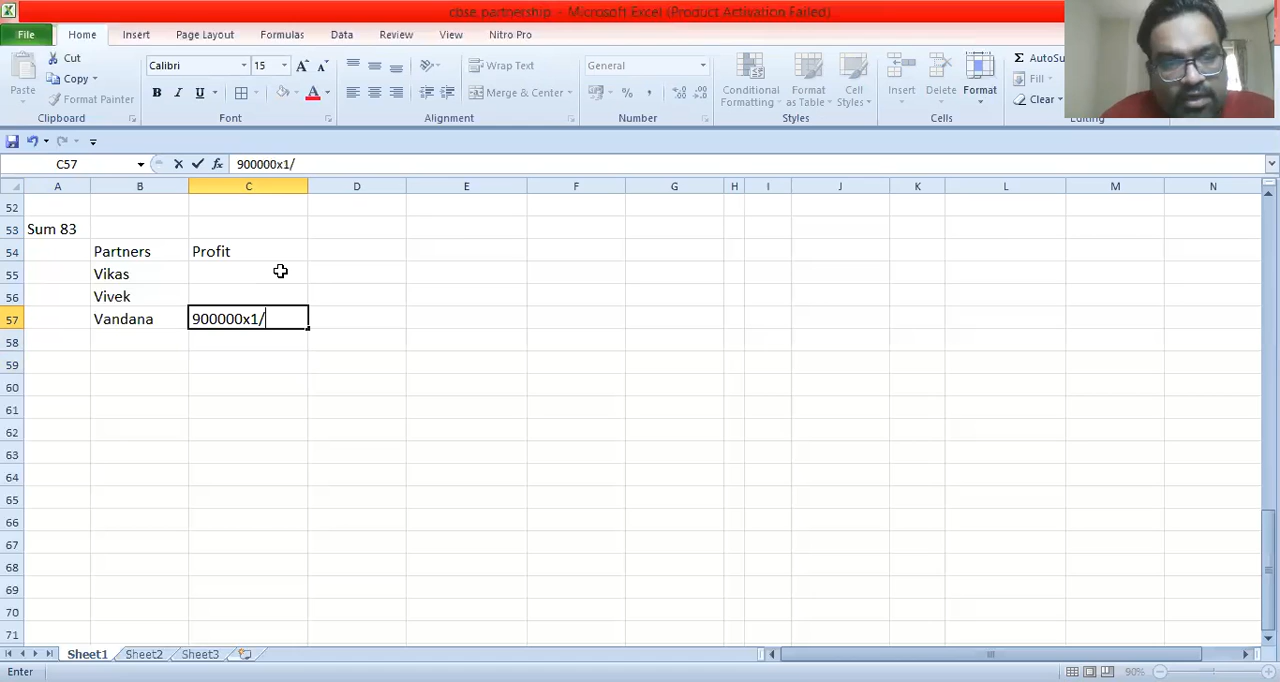 cbse partnership - Microsoft Excel (Product Activation Failed)
File Home Insert Page Layout Formulas Data Review View Nitro Pro
Cut Calibri 15 A A Wrap Text General Σ AutoSu
Copy Fill
Paste Format Painter B I U A Merge & Center % , Conditional Formatting Format as Table Cell Styles Insert Delete Format Clear
Clipboard Font Alignment Number Styles Cells Editing
C57 fx 900000x1/
A B C D E F G H I J K L M N
52
53 Sum 83
54 Partners Profit
55 Vikas
56 Vivek
57 Vandana 900000x1/
58
59
60
61
62
63
64
65
66
67
68
69
70
71
Sheet1 Sheet2 Sheet3
Enter 90%